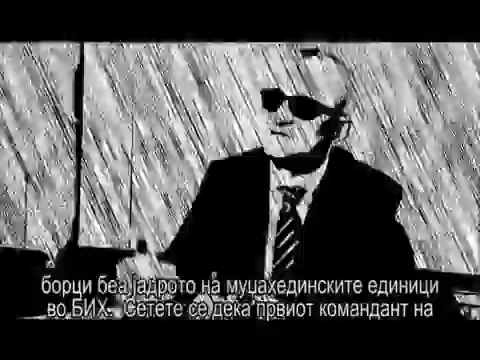 борци беа јадрото на муџахединските единици
во БИХ. Сетете се дека првиот командант на